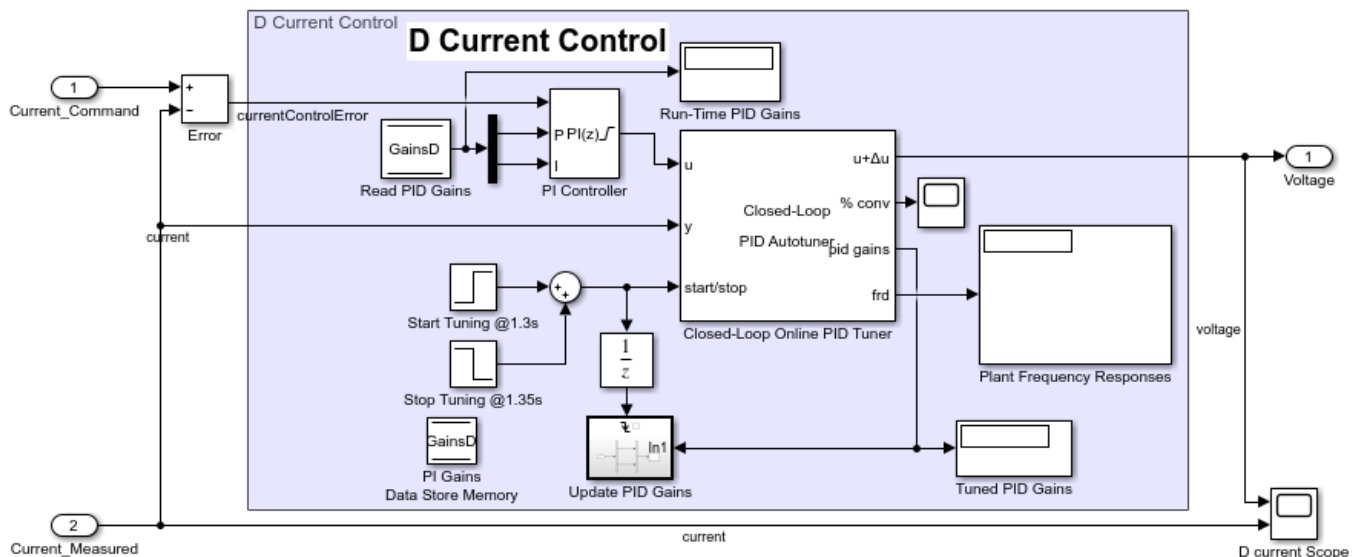 D Current Control
D Current Control
1
Current_Command
+
−
Error
currentControlError
GainsD
Read PID Gains
P
I
PI(z)
PI Controller
Run-Time PID Gains
u
y
start/stop
Closed-Loop
PID Autotuner
u+Δu
% conv
pid gains
frd
Closed-Loop Online PID Tuner
1
Voltage
current
Start Tuning @1.3s
+
+
Stop Tuning @1.35s
1
z
GainsD
PI Gains
Data Store Memory
In1
Update PID Gains
Plant Frequency Responses
Tuned PID Gains
voltage
2
Current_Measured
current
D current Scope